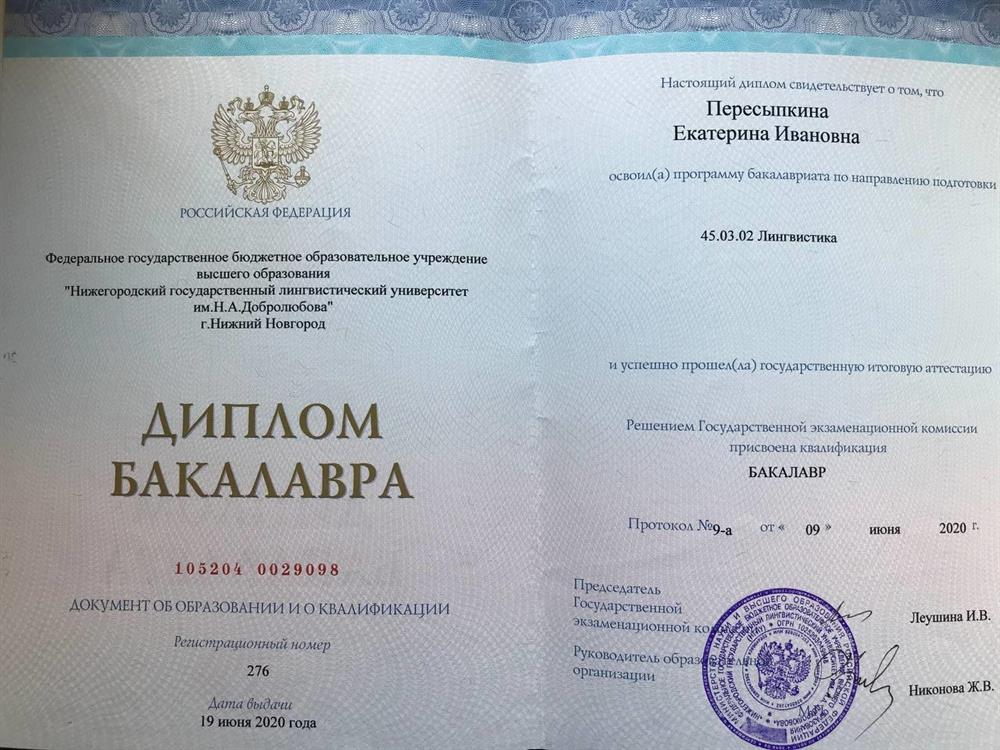 РОССИЙСКАЯ ФЕДЕРАЦИЯ
Федеральное государственное бюджетное образовательное учреждение
высшего образования
"Нижегородский государственный лингвистический университет
им.Н.А.Добролюбова"
г.Нижний Новгород
ДИПЛОМ
БАКАЛАВРА
105204 0029098
ДОКУМЕНТ ОБ ОБРАЗОВАНИИ И О КВАЛИФИКАЦИИ
Регистрационный номер
276
Дата выдачи
19 июня 2020 года
Настоящий диплом свидетельствует о том, что
Пересыпкина
Екатерина Ивановна
освоил(а) программу бакалавриата по направлению подготовки
45.03.02 Лингвистика
и успешно прошел(ла) государственную итоговую аттестацию
Решением Государственной экзаменационной комиссии
присвоена квалификация
БАКАЛАВР
Протокол №9-а от « 09 » июня 2020 г.
Председатель
Государственной
экзаменационной
Леушина И.В.
Руководитель образовательной
организации
Никонова Ж.В.